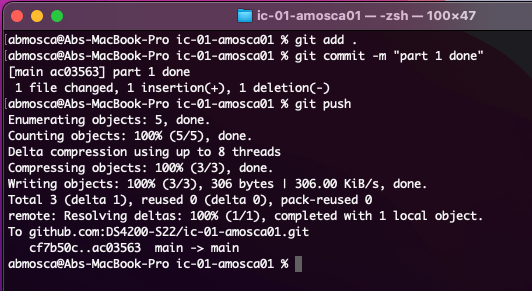 ic-01-amosca01 — -zsh — 100×47
[abmosca@Abs-MacBook-Pro ic-01-amosca01 % git add .
[abmosca@Abs-MacBook-Pro ic-01-amosca01 % git commit -m "part 1 done"
[main ac03563] part 1 done
 1 file changed, 1 insertion(+), 1 deletion(-)
[abmosca@Abs-MacBook-Pro ic-01-amosca01 % git push
Enumerating objects: 5, done.
Counting objects: 100% (5/5), done.
Delta compression using up to 8 threads
Compressing objects: 100% (3/3), done.
Writing objects: 100% (3/3), 306 bytes | 306.00 KiB/s, done.
Total 3 (delta 1), reused 0 (delta 0), pack-reused 0
remote: Resolving deltas: 100% (1/1), completed with 1 local object.
To github.com:DS4200-S22/ic-01-amosca01.git
   cf7b50c..ac03563  main -> main
abmosca@Abs-MacBook-Pro ic-01-amosca01 %